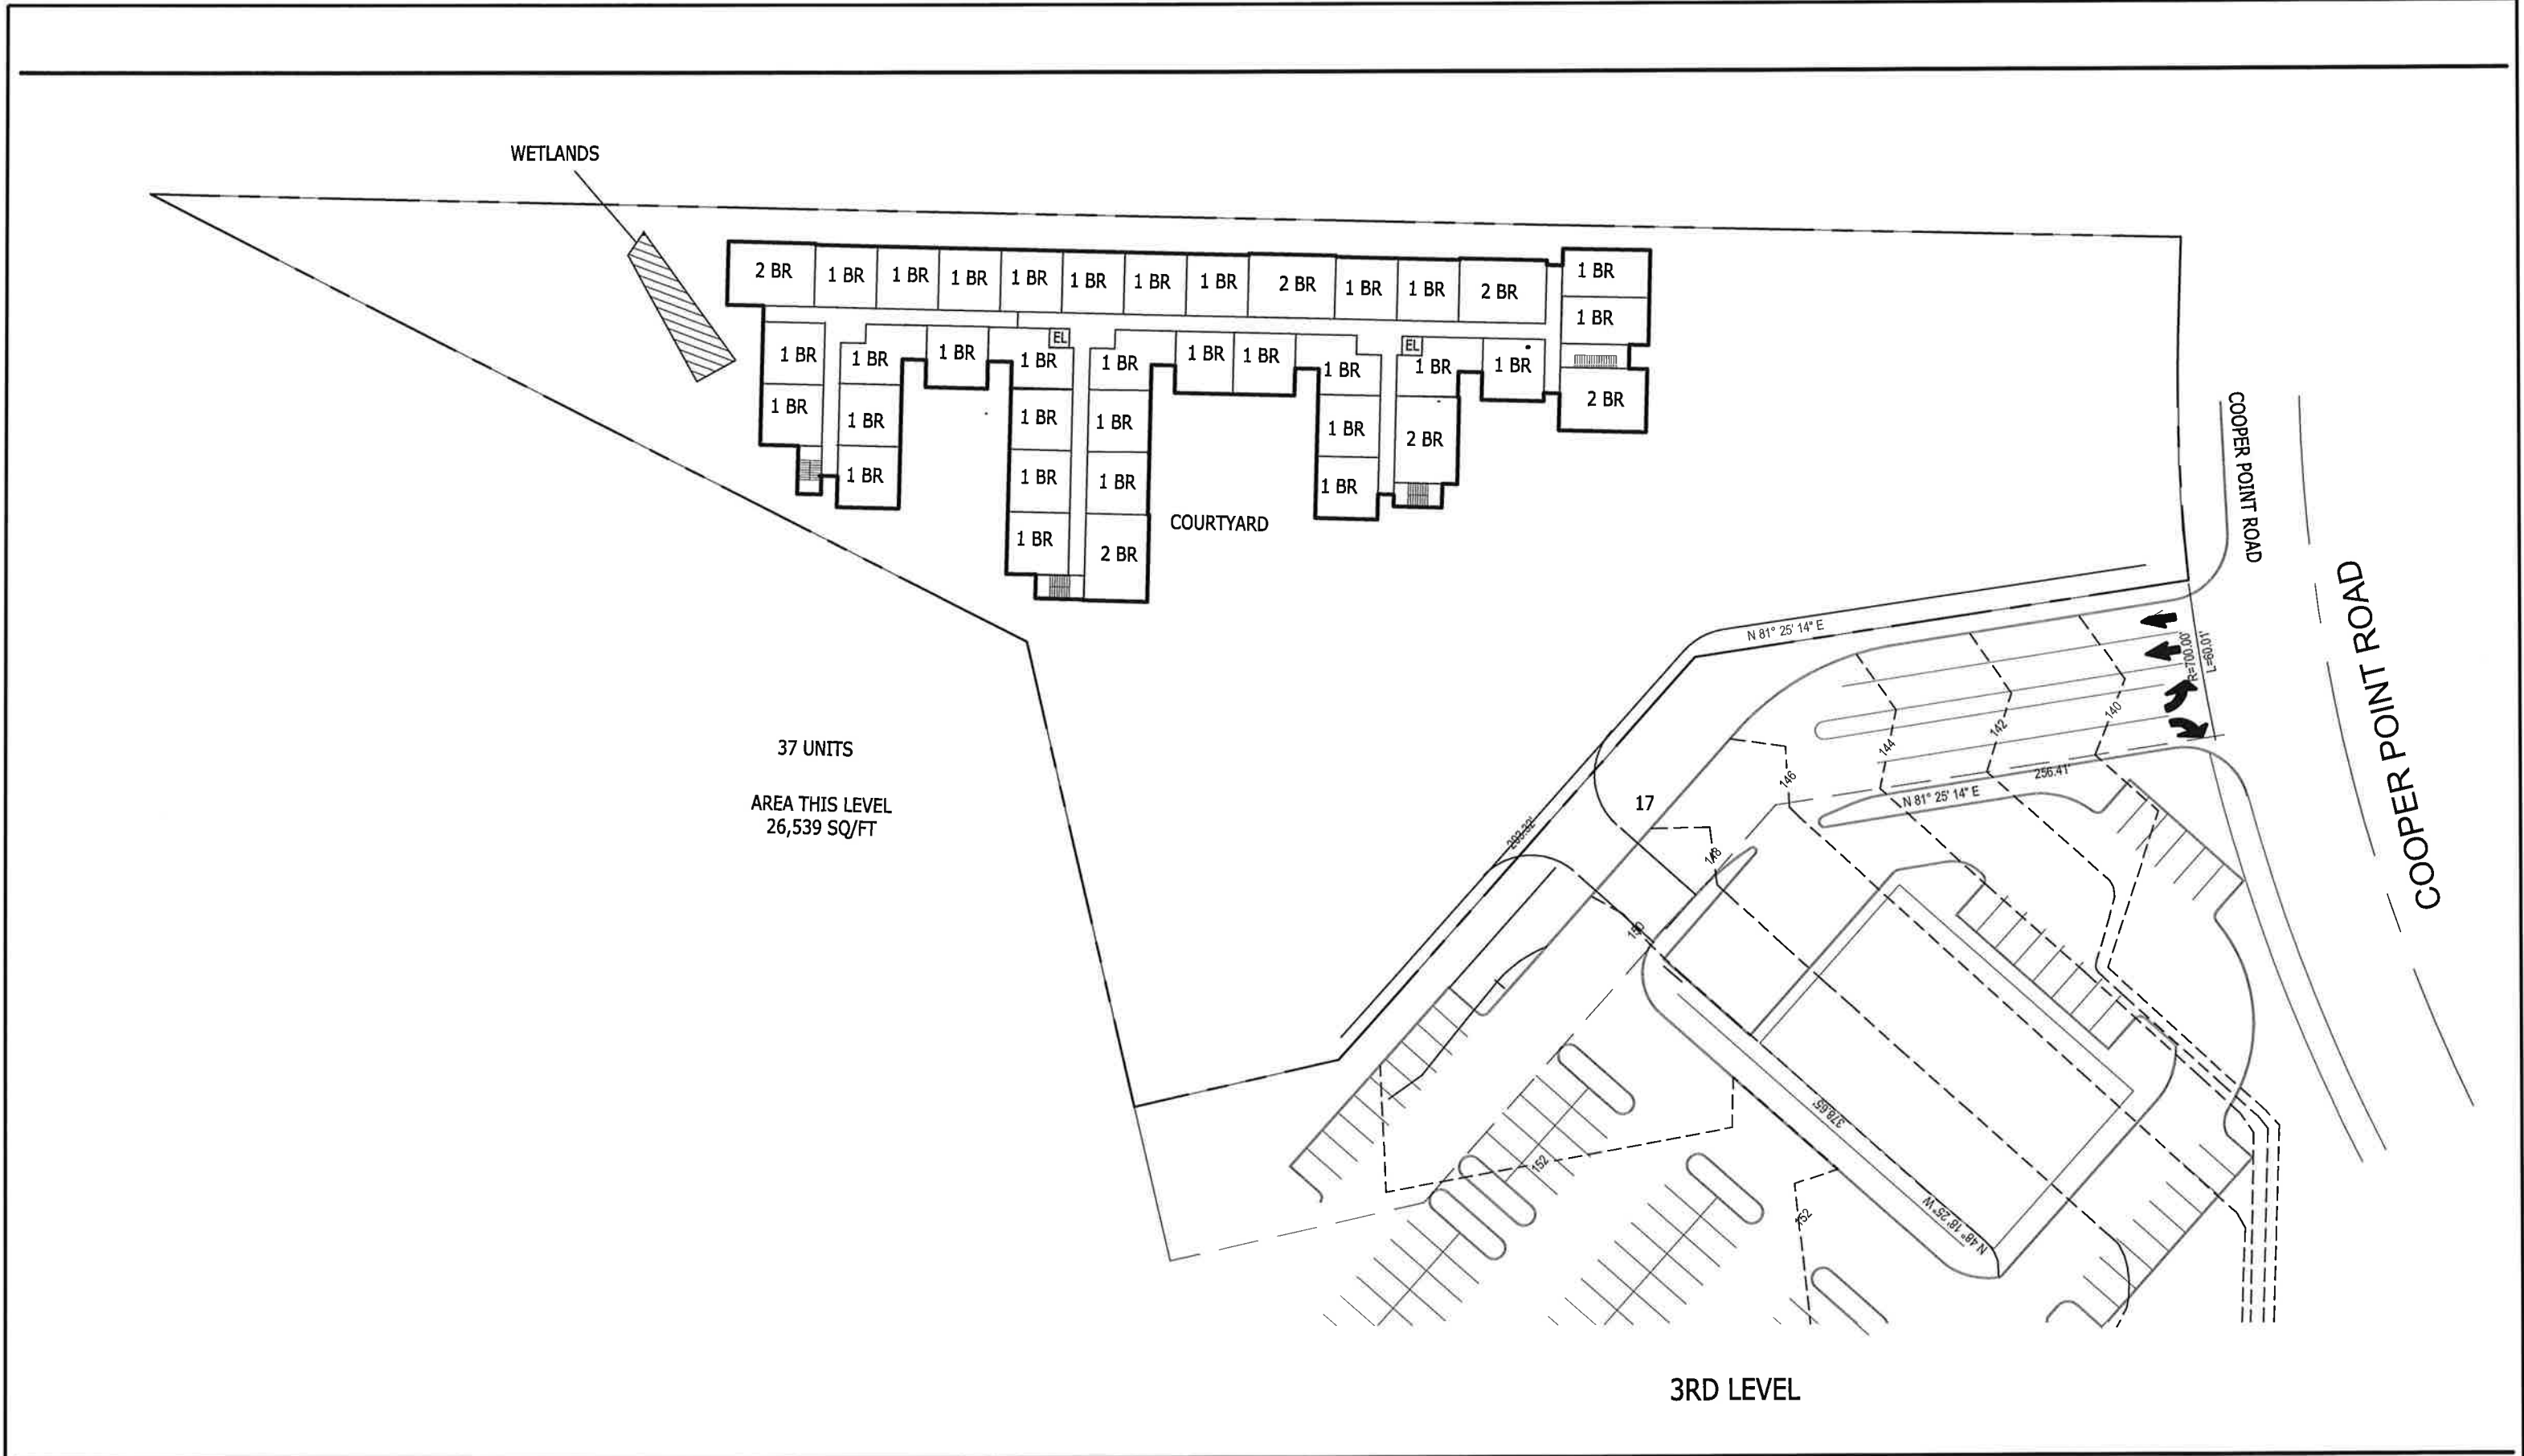 WETLANDS
2 BR
1 BR
1 BR
1 BR
1 BR
1 BR
1 BR
1 BR
2 BR
1 BR
1 BR
2 BR
1 BR
1 BR
EL
EL
1 BR
1 BR
1 BR
1 BR
1 BR
1 BR
1 BR
1 BR
1 BR
1 BR
2 BR
1 BR
1 BR
1 BR
1 BR
1 BR
2 BR
1 BR
1 BR
1 BR
1 BR
1 BR
1 BR
2 BR
COURTYARD
COOPER POINT ROAD
COOPER POINT ROAD
N 81° 25' 14" E
R=700.00'
L=60.01'
140
142
144
146
148
150
17
256.41'
N 81° 25' 14" E
203.32'
37 UNITS
AREA THIS LEVEL
26,539 SQ/FT
378.65'
N 48° 18' 25" W
152
152
3RD LEVEL